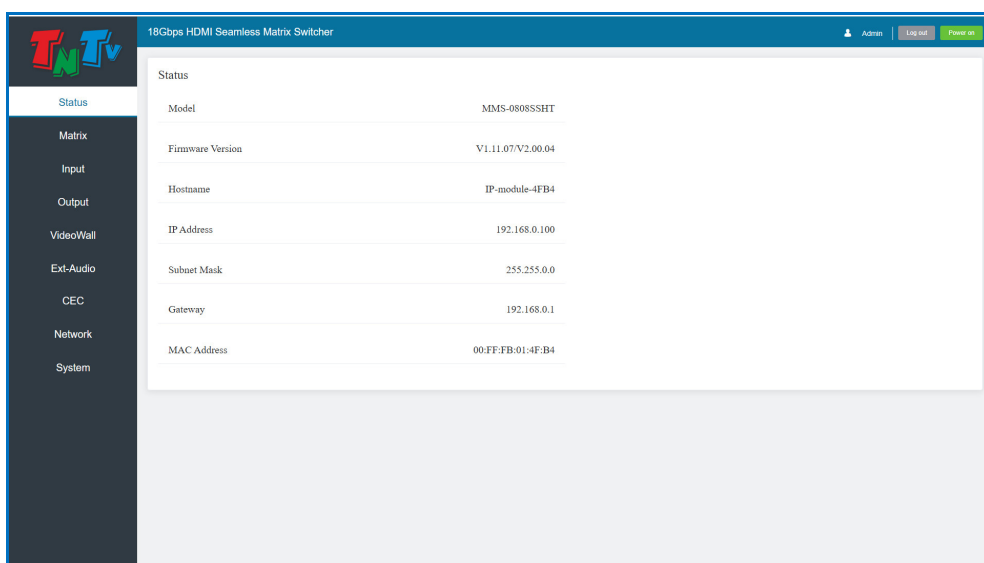 TNTV
18Gbps HDMI Seamless Matrix Switcher
Admin
Log out
Power on
Status
Matrix
Input
Output
VideoWall
Ext-Audio
CEC
Network
System
Status
Model MMS-0808SSHT
Firmware Version V1.11.07/V2.00.04
Hostname IP-module-4FB4
IP Address 192.168.0.100
Subnet Mask 255.255.0.0
Gateway 192.168.0.1
MAC Address 00:FF:FB:01:4F:B4